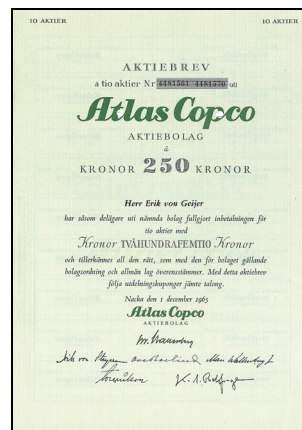 10 AKTIER 10 AKTIER
AKTIEBREV
à tio aktier Nr 4481561 - 4481570 uti
Atlas Copco
AKTIEBOLAG
à
KRONOR 250 KRONOR
Herr Erik von Geijer
har såsom delägare uti nämnda bolag fullgjort inbetalningen för
tio aktier med
Kronor TVÅHUNDRAFEMTIO Kronor
och tillerkännes all den rätt, som med den för bolaget gällande
bolagsordning och allmän lag överensstämmer. Med detta aktiebrev
följa utdelningskuponger jämte talong.
Nacka den 1 december 1965
Atlas Copco
AKTIEBOLAG